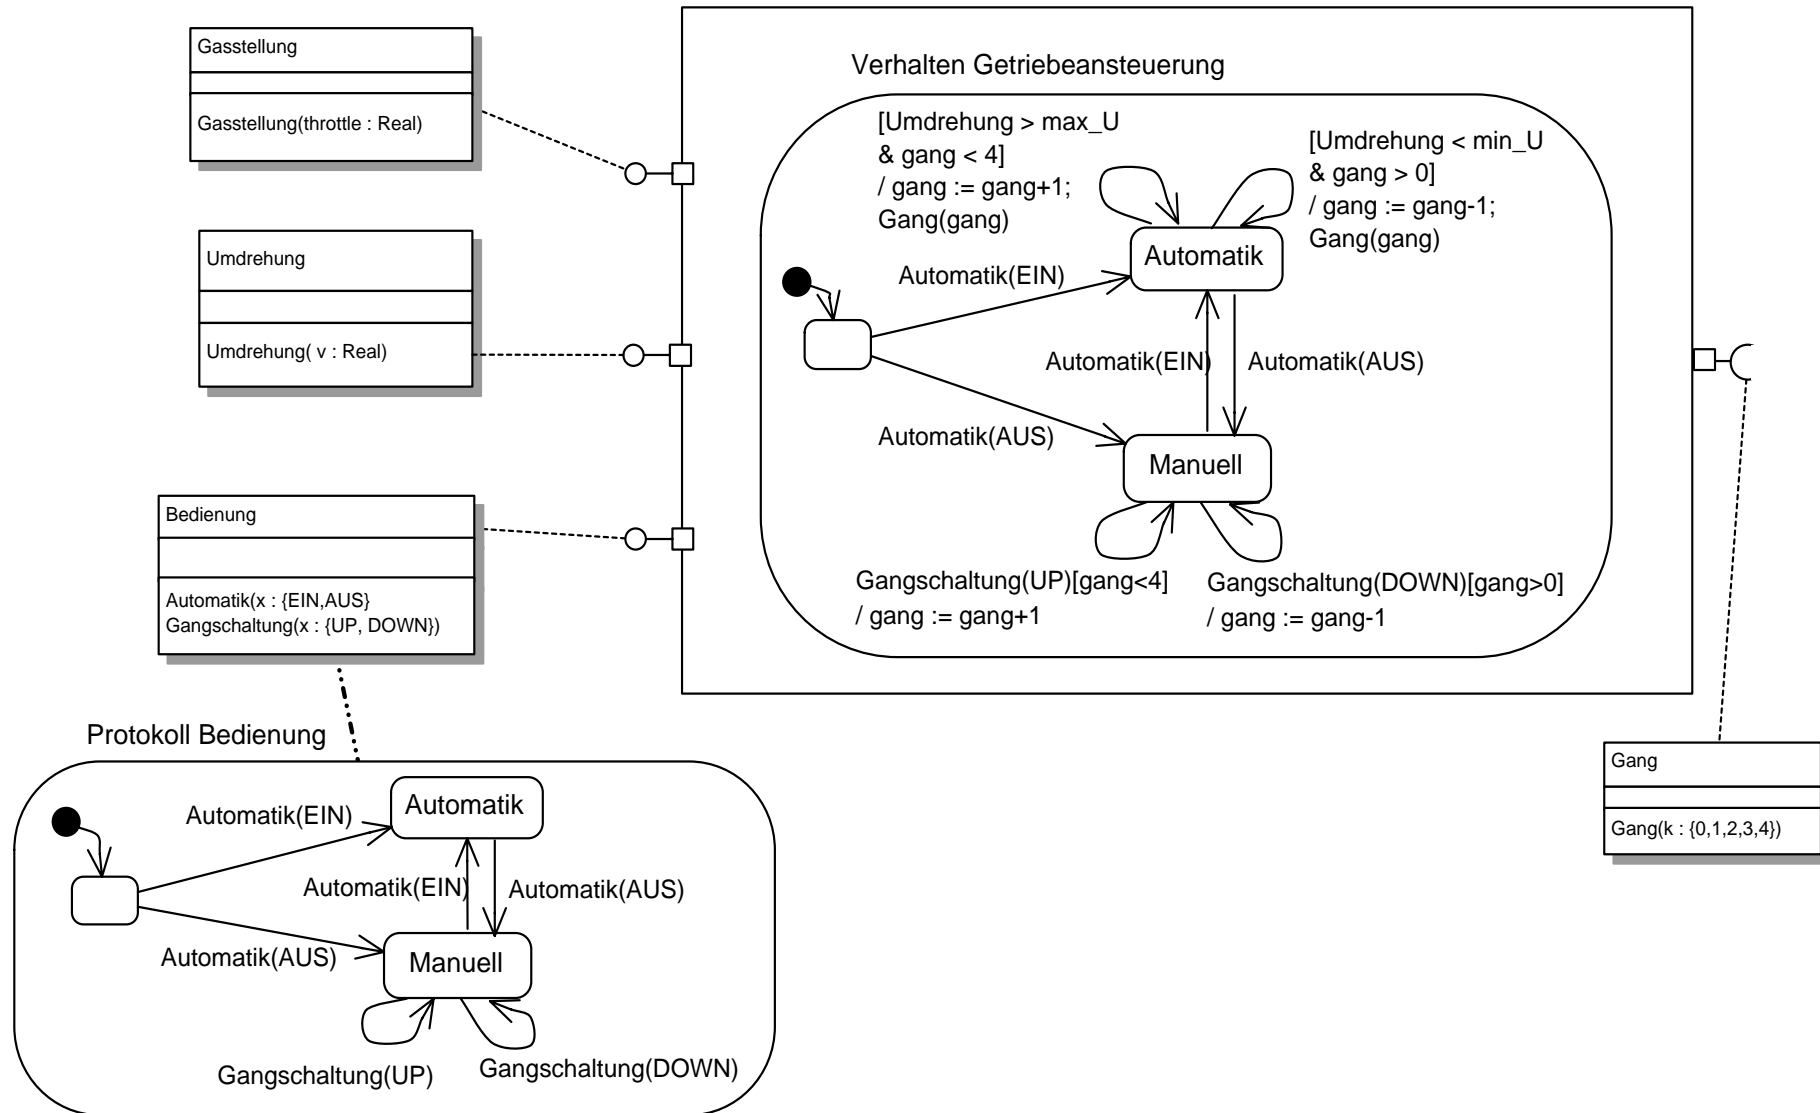 Gasstellung
Gasstellung(throttle : Real)
Umdrehung
Umdrehung( v : Real)
Bedienung
Automatik(x : {EIN,AUS}
Gangschaltung(x : {UP, DOWN})
Verhalten Getriebeansteuerung
[Umdrehung > max_U
& gang < 4]
/ gang := gang+1;
Gang(gang)
[Umdrehung < min_U
& gang > 0]
/ gang := gang-1;
Gang(gang)
Automatik
Automatik(EIN)
Automatik(EIN)
Automatik(AUS)
Automatik(AUS)
Manuell
Gangschaltung(UP)[gang<4]
/ gang := gang+1
Gangschaltung(DOWN)[gang>0]
/ gang := gang-1
Gang
Gang(k : {0,1,2,3,4})
Protokoll Bedienung
Automatik
Automatik(EIN)
Automatik(EIN)
Automatik(AUS)
Automatik(AUS)
Manuell
Gangschaltung(UP)
Gangschaltung(DOWN)